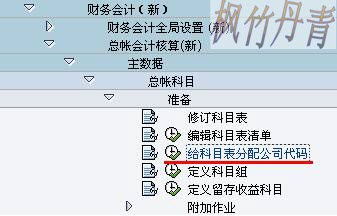 财务会计（新）
枫竹丹青
财务会计全局设置 (新)
总帐会计核算(新)
主数据
总帐科目
准备
修订科目表
编辑科目表清单
给科目表分配公司代码
定义科目组
定义留存收益科目
附加作业